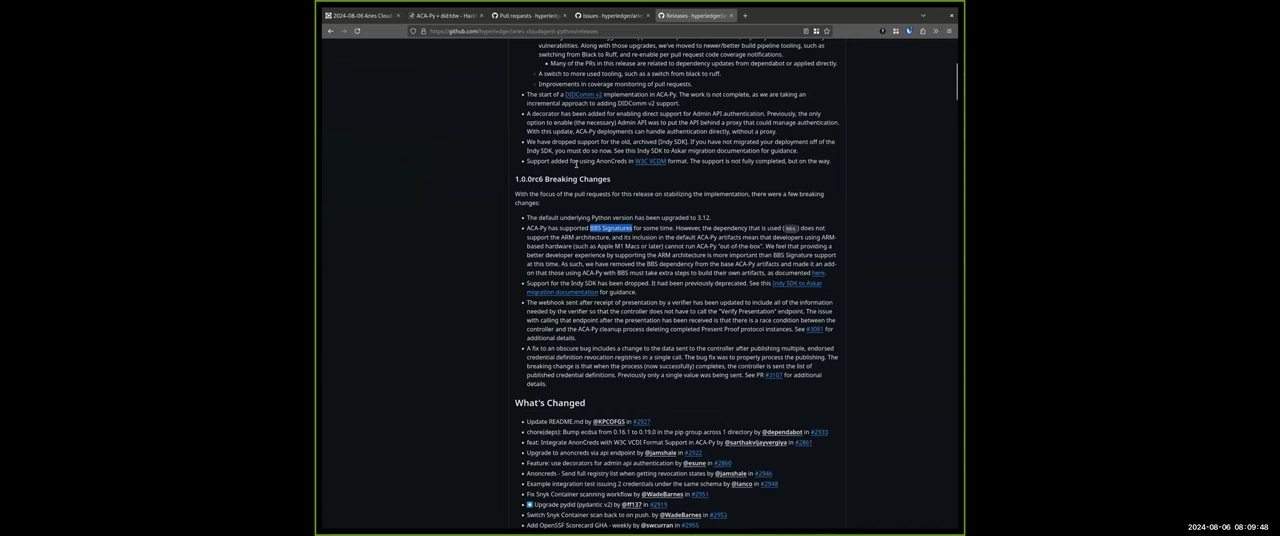 2024-08-06 Aries Cloud
ACA-Py + did:tdw - Hack
Pull requests · hyperled
Issues · hyperledger/arie
Releases · hyperledger/ar
https://github.com/hyperledger/aries-cloudagent-python/releases
vulnerabilities. Along with those upgrades, we've moved to newer/better build pipeline tooling, such as
switching from Black to Ruff, and re-enable per pull request code coverage notifications.
Many of the PRs in this release are related to dependency updates from dependabot or applied directly.
A switch to more used tooling, such as a switch from black to ruff.
Improvements in coverage monitoring of pull requests.
The start of a DIDComm v2 implementation in ACA-Py. The work is not complete, as we are taking an
incremental approach to adding DIDComm v2 support.
A decorator has been added for enabling direct support for Admin API authentication. Previously, the only
option to enable (the necessary) Admin API was to put the API behind a proxy that could manage authentication.
With this update, ACA-Py deployments can handle authentication directly, without a proxy.
We have dropped support for the old, archived [Indy SDK]. If you have not migrated your deployment off of the
Indy SDK, you must do so now. See this Indy SDK to Askar migration documentation for guidance.
Support added for using AnonCreds in W3C VCDM format. The support is not fully completed, but on the way.
1.0.0rc6 Breaking Changes
With the focus of the pull requests for this release on stabilizing the implementation, there were a few breaking
changes:
The default underlying Python version has been upgraded to 3.12.
ACA-Py has supported BBS Signatures for some time. However, the dependency that is used (bbs) does not
support the ARM architecture, and its inclusion in the default ACA-Py artifacts mean that developers using ARM-
based hardware (such as Apple M1 Macs or later) cannot run ACA-Py "out-of-the-box". We feel that providing a
better developer experience by supporting the ARM architecture is more important than BBS Signature support
at this time. As such, we have removed the BBS dependency from the base ACA-Py artifacts and made it an add-
on that those using ACA-Py with BBS must take extra steps to build their own artifacts, as documented here.
Support for the Indy SDK has been dropped. It had been previously deprecated. See this Indy SDK to Askar
migration documentation for guidance.
The webhook sent after receipt of presentation by a verifier has been updated to include all of the information
needed by the verifier so that the controller does not have to call the "Verify Presentation" endpoint. The issue
with calling that endpoint after the presentation has been received is that there is a race condition between the
controller and the ACA-Py cleanup process deleting completed Present Proof protocol instances. See #3081 for
additional details.
A fix to an obscure bug includes a change to the data sent to the controller after publishing multiple, endorsed
credential definition revocation registries in a single call. The bug fix was to properly process the publishing. The
breaking change is that when the process (now successfully) completes, the controller is sent the list of
published credential definitions. Previously only a single value was being sent. See PR #3107 for additional
details.
What's Changed
Update README.md by @KPCOFGS in #2927
chore(deps): Bump ecdsa from 0.16.1 to 0.19.0 in the pip group across 1 directory by @dependabot in #2933
feat: Integrate AnonCreds with W3C VCDI Format Support in ACA-Py by @sarthakvijayvergiya in #2861
Upgrade to anoncreds via api endpoint by @jamshale in #2922
Feature: use decorators for admin api authentication by @esune in #2860
Anoncreds - Send full registry list when getting revocation states by @jamshale in #2946
Example integration test issuing 2 credentials under the same schema by @ianco in #2948
Fix Snyk Container scanning workflow by @WadeBarnes in #2951
Upgrade pydid (pydantic v2) by @ff137 in #2919
Switch Snyk Container scan back to on push. by @WadeBarnes in #2953
Add OpenSSF Scorecard GHA - weekly by @swcurran in #2955
2024-08-06 08:09:48